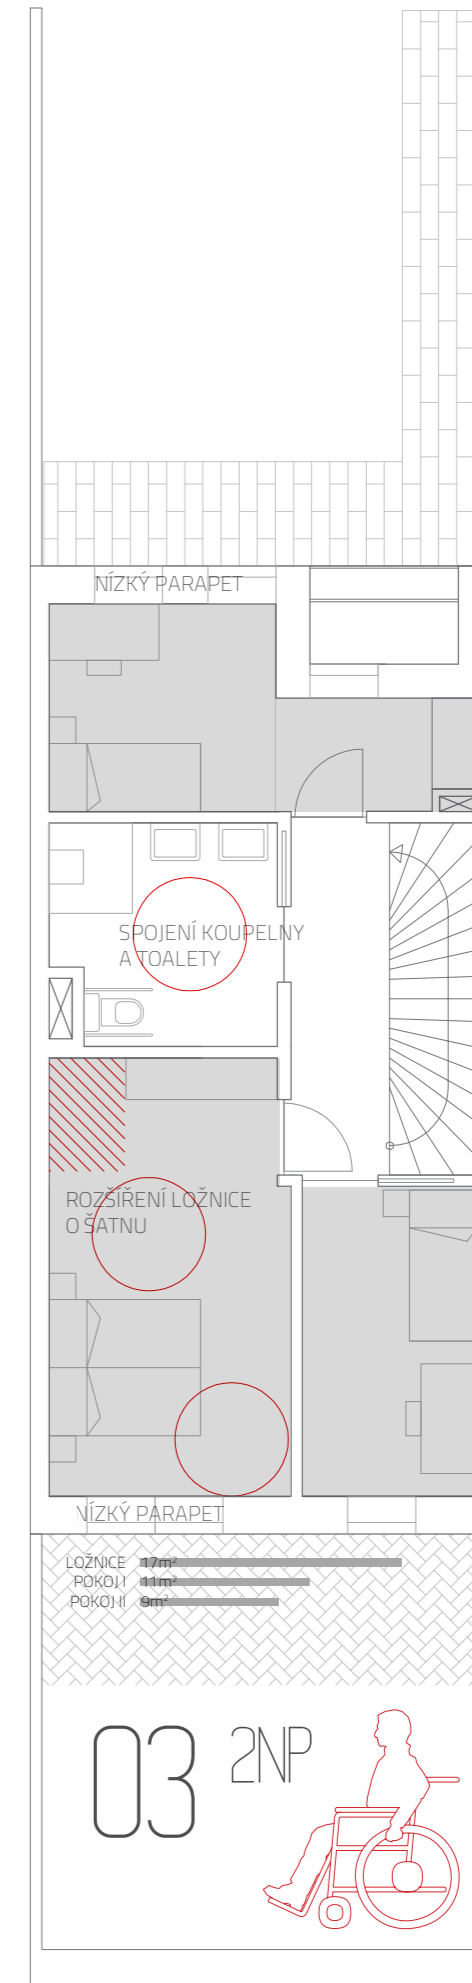 NÍZKÝ PARAPET
SPOJENÍ KOUPELNY
A TOALETY
ROZŠÍŘENÍ LOŽNICE
O ŠATNU
NÍZKÝ PARAPET
LOŽNICE 17m²
POKOJ I 11m²
POKOJ II 9m²
03 2NP